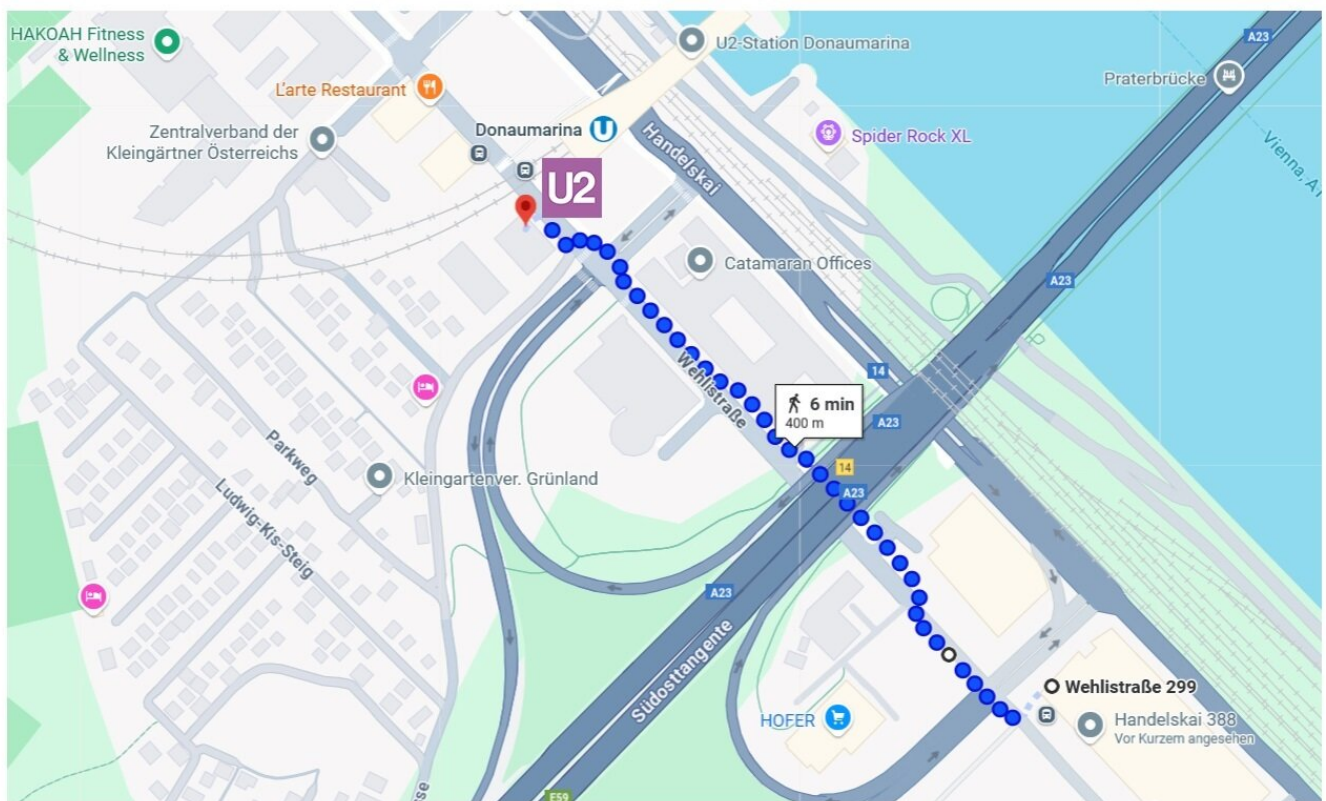 HAKOAH Fitness
& Wellness
U2-Station Donaumarina
A23
L'arte Restaurant
Praterbrücke
Donaumarina
U
Zentralverband der
Kleingärtner Österreichs
Handelskai
Spider Rock XL
Vienna, A
U2
Catamaran Offices
A23
Wehlistraße
14
6 min
400 m
A23
Parkweg
14
Kleingartenver. Grünland
A23
Ludwig-Kis-Steig
A23
Südosttangente
Wehlistraße 299
HOFER
Handelskai 388
Vor Kurzem angesehen
sse
E59